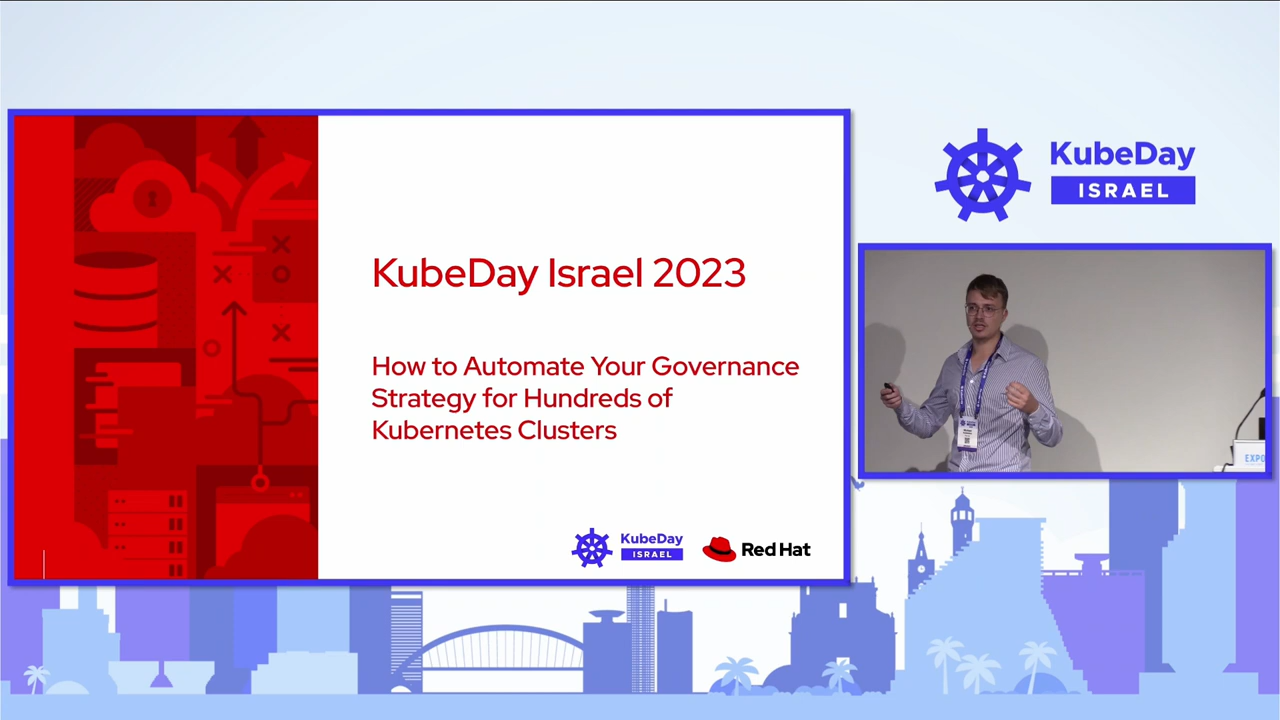 KubeDay Israel 2023
How to Automate Your Governance
Strategy for Hundreds of
Kubernetes Clusters
KubeDay
ISRAEL
Red Hat
KubeDay
ISRAEL
EXPO